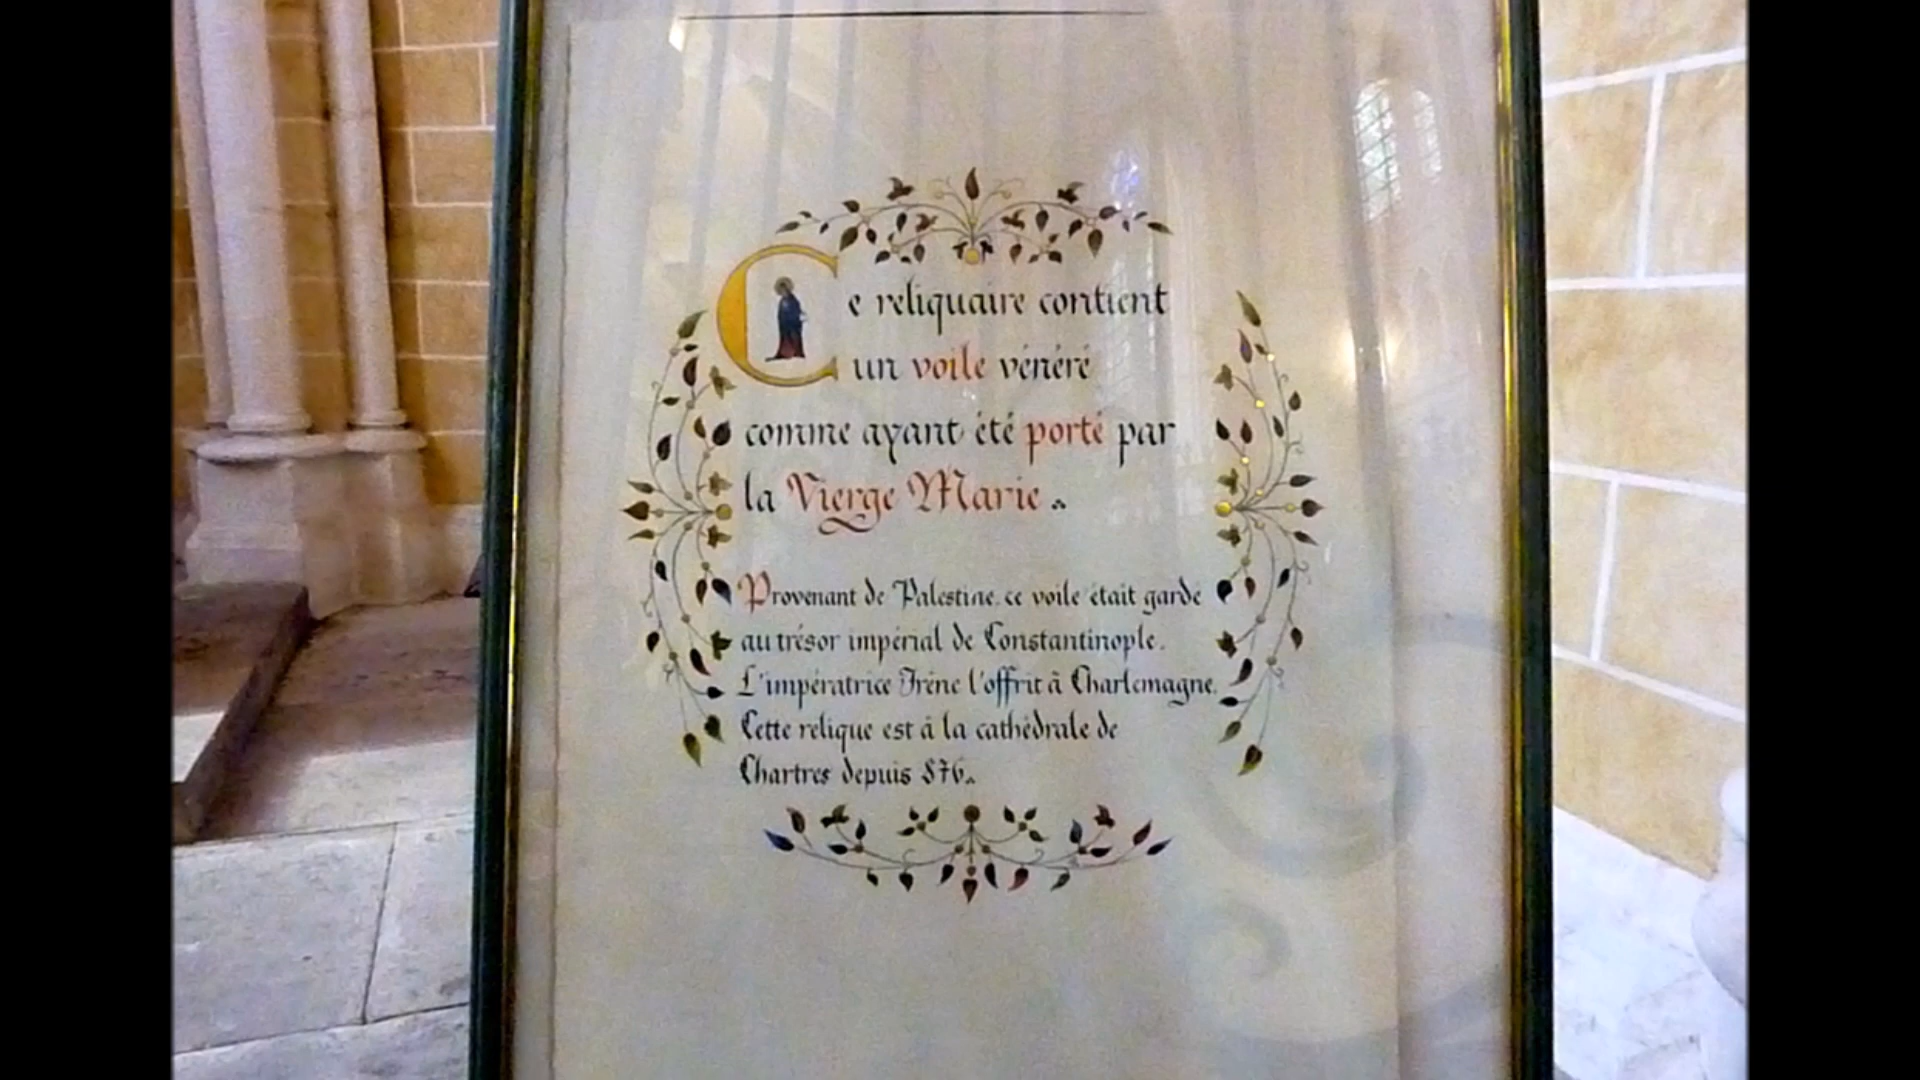 Ce reliquaire contient
un voile vénéré
comme ayant été porté par
la Vierge Marie.
Provenant de Palestine, ce voile était gardé
au trésor impérial de Constantinople.
L'impératrice Irène l'offrit à Charlemagne.
Cette relique est à la cathédrale de
Chartres depuis 876.